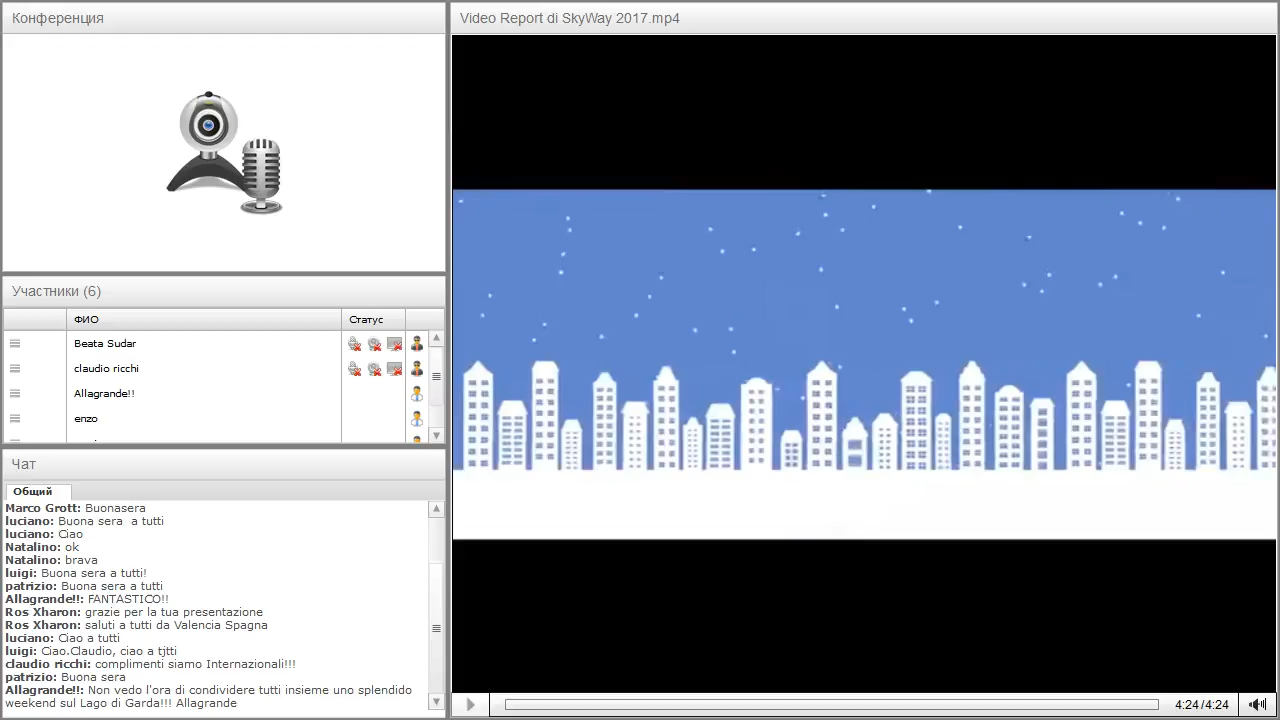 Конференция
Video Report di SkyWay 2017.mp4
Участники (6)
ФИО
Статус
Beata Sudar
claudio ricchi
Allagrande!!
enzo
Чат
Общий
Marco Grott: Buonasera
luciano: Buona sera a tutti
luciano: Ciao
Natalino: ok
Natalino: brava
luigi: Buona sera a tutti!
patrizio: Buona sera a tutti
Allagrande!!: FANTASTICO!!
Ros Xharon: grazie per la tua presentazione
Ros Xharon: saluti a tutti da Valencia Spagna
luciano: Ciao a tutti
luigi: Ciao.Claudio, ciao a tjtti
claudio ricchi: complimenti siamo Internazionali!!!
patrizio: Buona sera
Allagrande!!: Non vedo l'ora di condividere tutti insieme uno splendido
weekend sul Lago di Garda!!! Allagrande
4:24/4:24